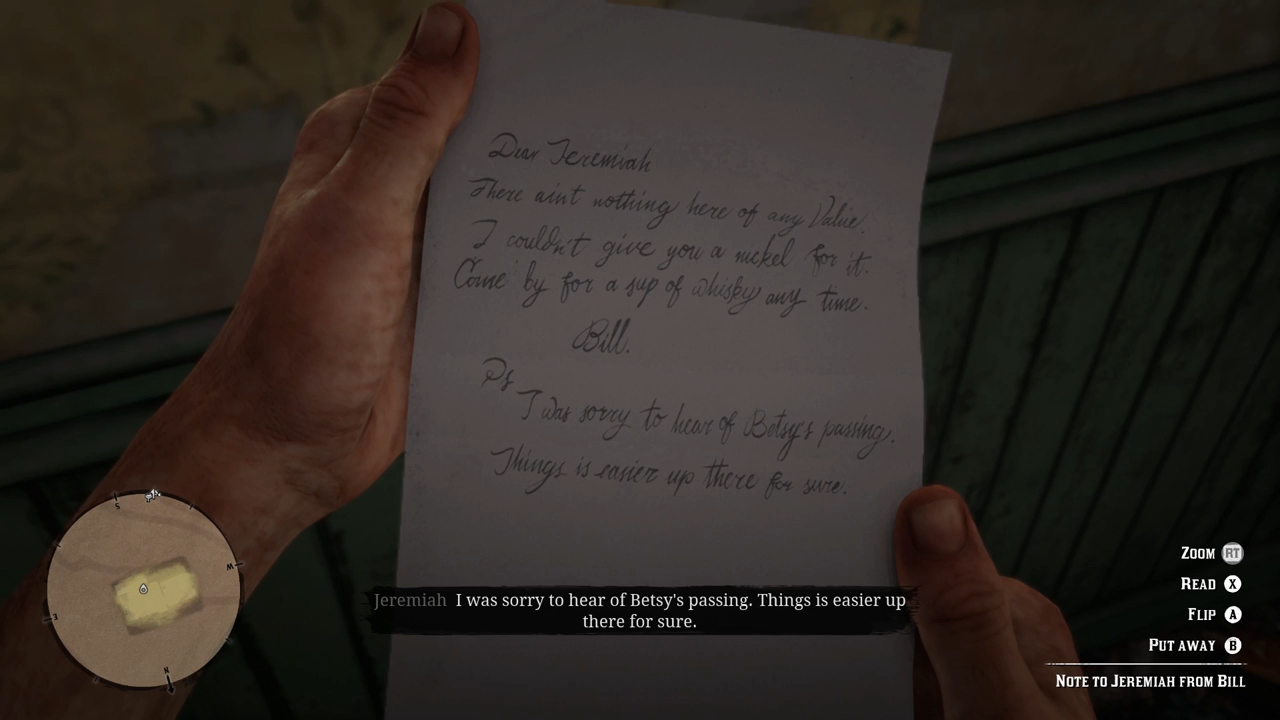 Dear Jeremiah
There ain't nothing here of any Value.
I couldn't give you a nickel for it.
Come by for a sup of whisky any time.
Bill.
Ps
I was sorry to hear of Betsy's passing.
Things is easier up there for sure.
Jeremiah I was sorry to hear of Betsy's passing. Things is easier up
there for sure.
S
W
E
N
ZOOM RT
READ X
FLIP A
PUT AWAY B
NOTE TO JEREMIAH FROM BILL